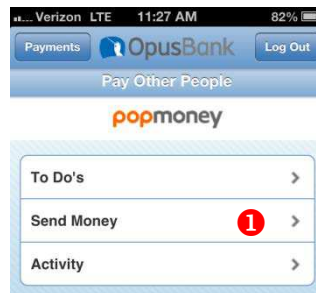 ... Verizon LTE 11:27 AM 82%
Payments OpusBank Log Out
Pay Other People
popmoney
To Do's
Send Money 1
Activity